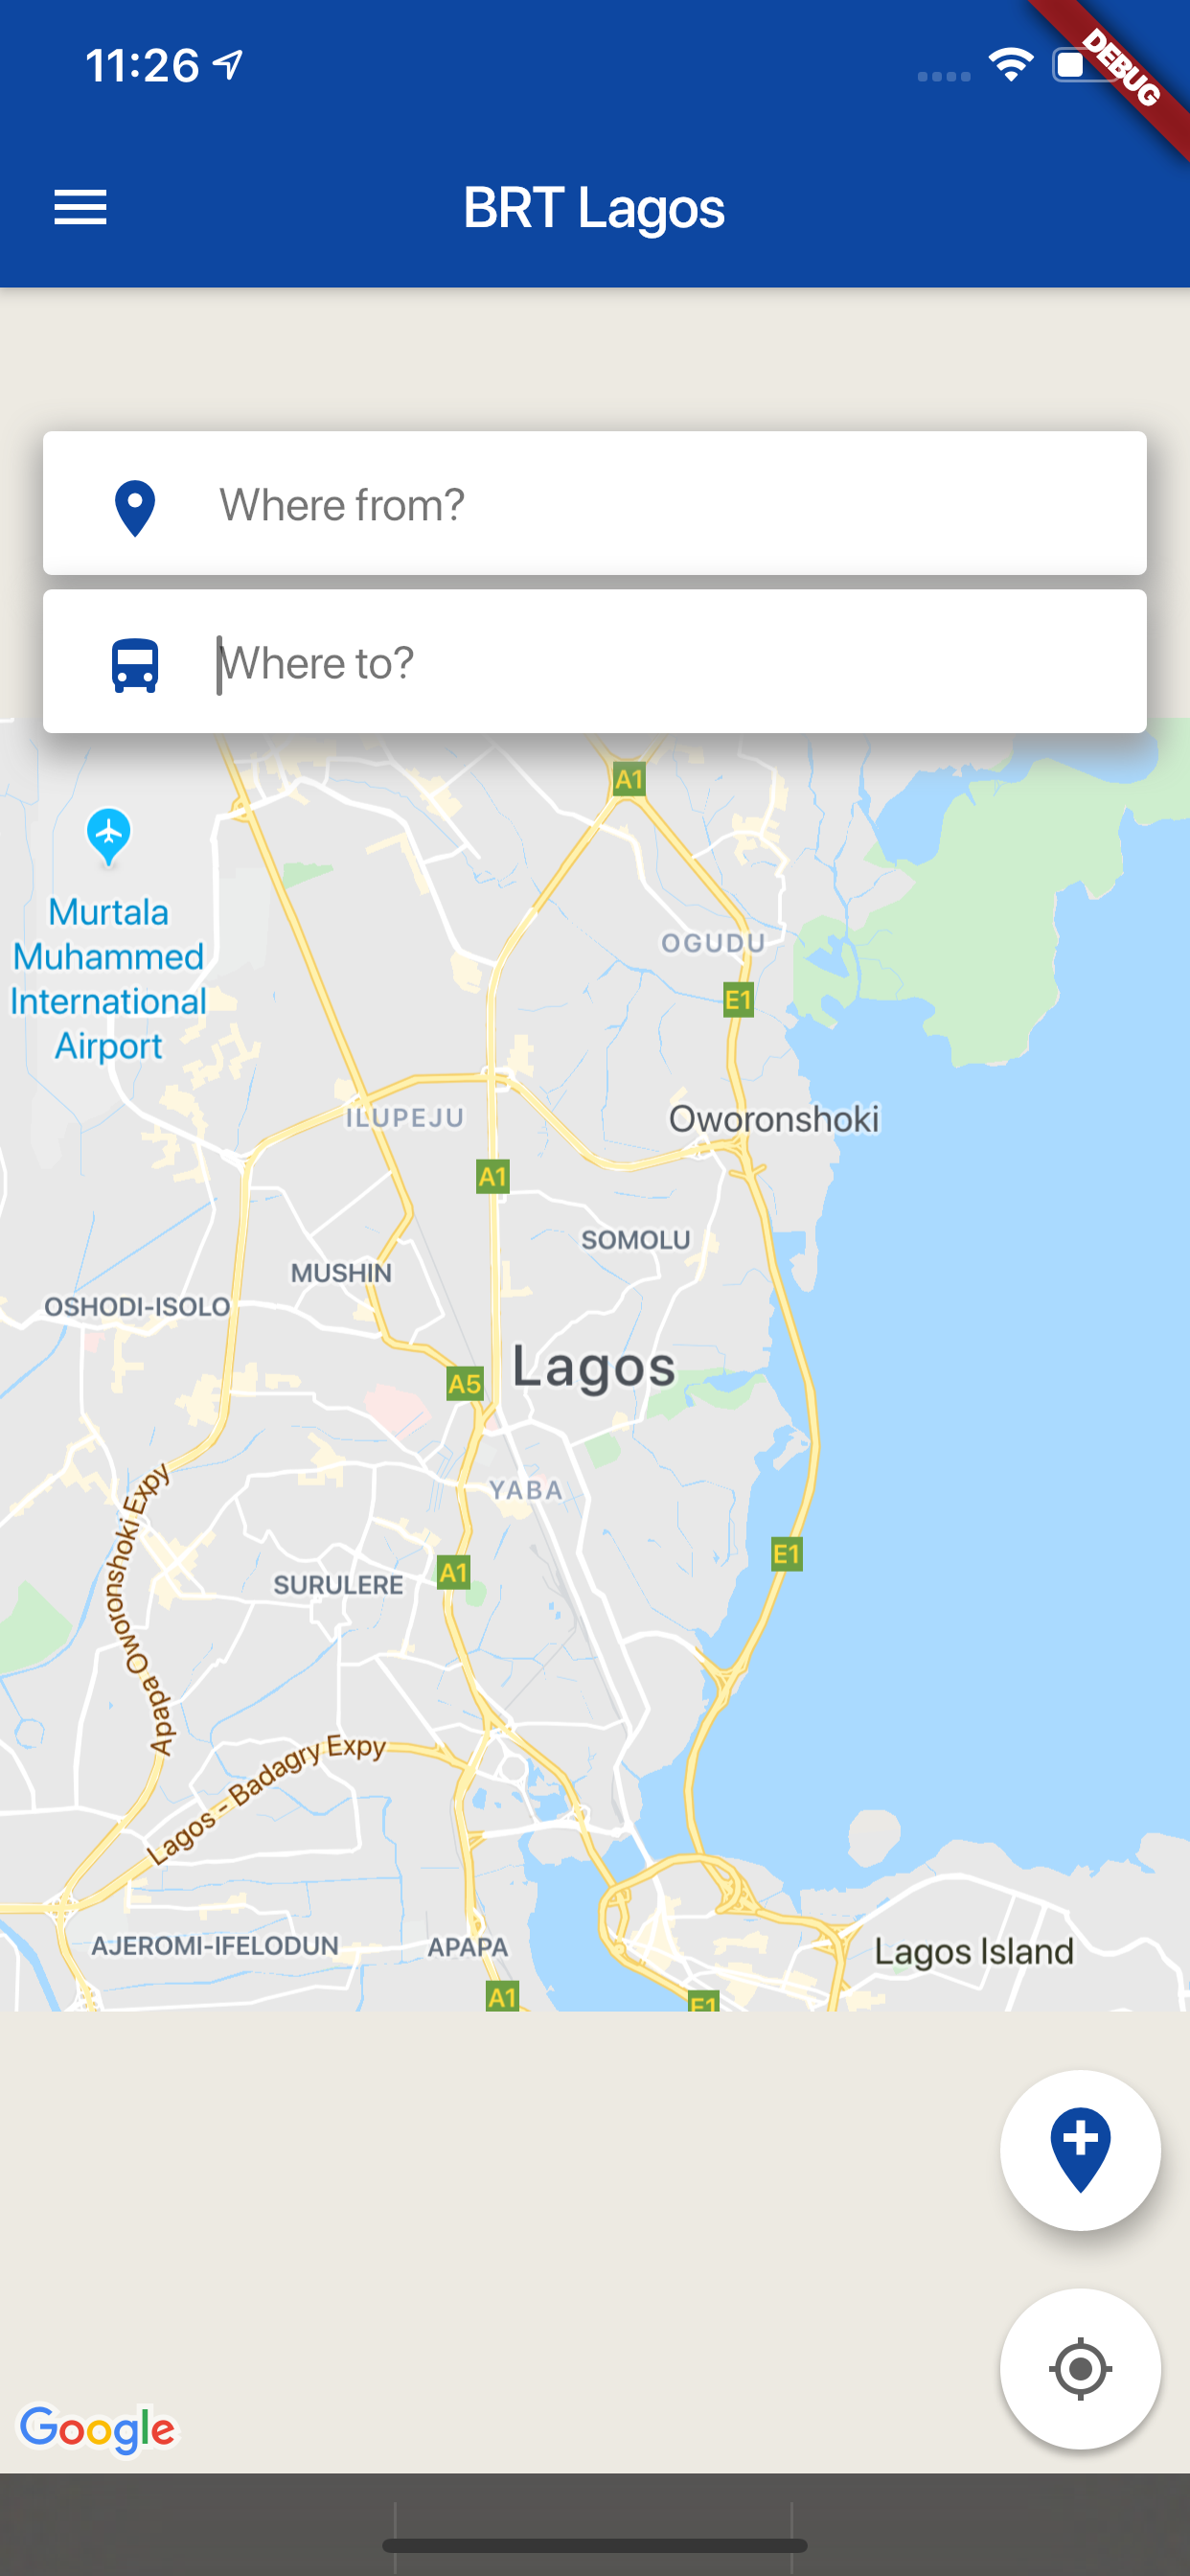 11:26
DEBUG
BRT Lagos
Where from?
Where to?
A1
Murtala
Muhammed
International
Airport
OGUDU
E1
ILUPEJU
Oworonshoki
A1
SOMOLU
MUSHIN
OSHODI-ISOLO
Lagos
A5
YABA
Apapa Oworonshoki Expy
E1
A1
SURULERE
Lagos - Badagry Expy
AJEROMI-IFELODUN
APAPA
Lagos Island
A1
E1
Google